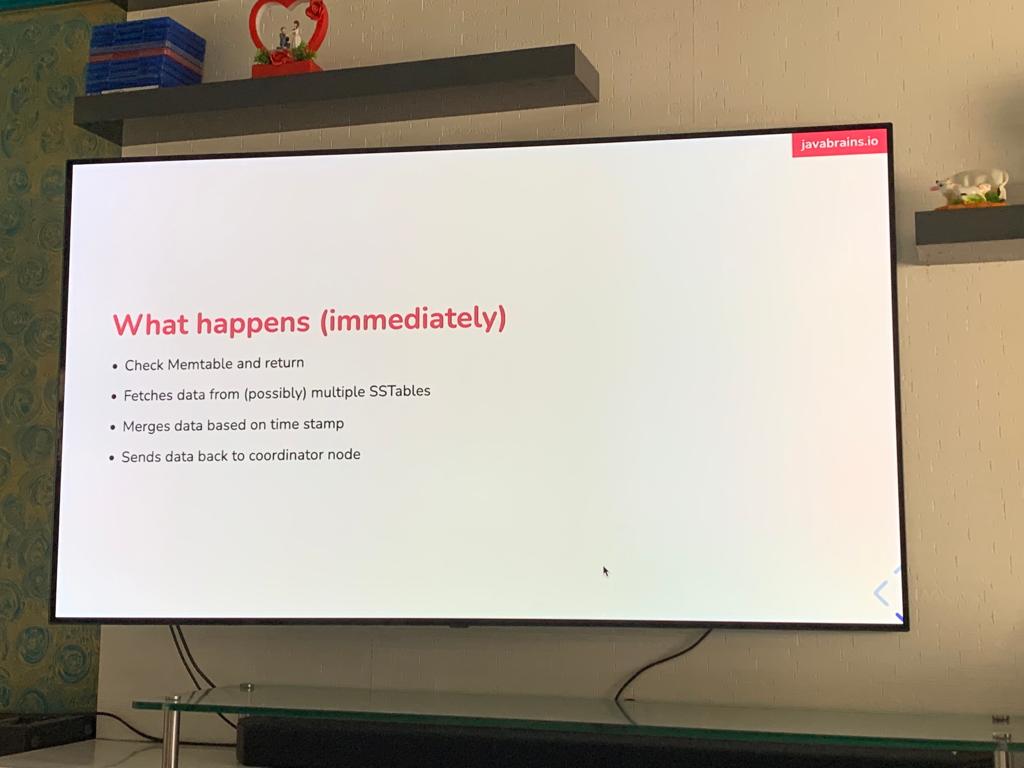 javabrains.io
What happens (immediately)
• Check Memtable and return
• Fetches data from (possibly) multiple SSTables
• Merges data based on time stamp
• Sends data back to coordinator node